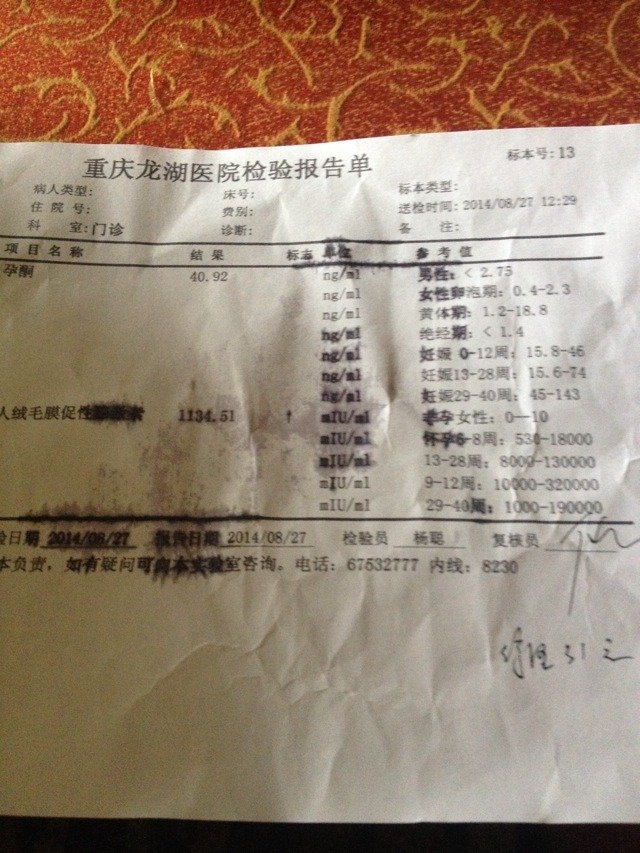 重庆龙湖医院检验报告单
标本号:13
病人类型: 床号: 标本类型:
住院号: 费别: 送检时间:2014/08/27 12:29
科室:门诊 诊断: 备注:
项目名称 结果 标志 单位 参考值
孕酮 40.92 ng/ml 男性: < 2.75
ng/ml 女性卵泡期: 0.4-2.3
ng/ml 黄体期: 1.2-18.8
ng/ml 绝经期: < 1.4
ng/ml 妊娠 0-12周: 15.8-46
ng/ml 妊娠13-28周: 15.6-74
ng/ml 妊娠29-40周: 45-143
人绒毛膜促性 1134.51 ↑ mIU/ml 非孕女性: 0—10
mIU/ml 怀孕6-8周: 530-18000
mIU/ml 13-28周: 8000-130000
mIU/ml 9-12周: 10000-320000
mIU/ml 29-40周: 1000-190000
验日期 2014/08/27 报告日期 2014/08/27 检验员 杨聪 复核员
本负责，如有疑问可向本实验室咨询。电话: 67532777 内线: 8230